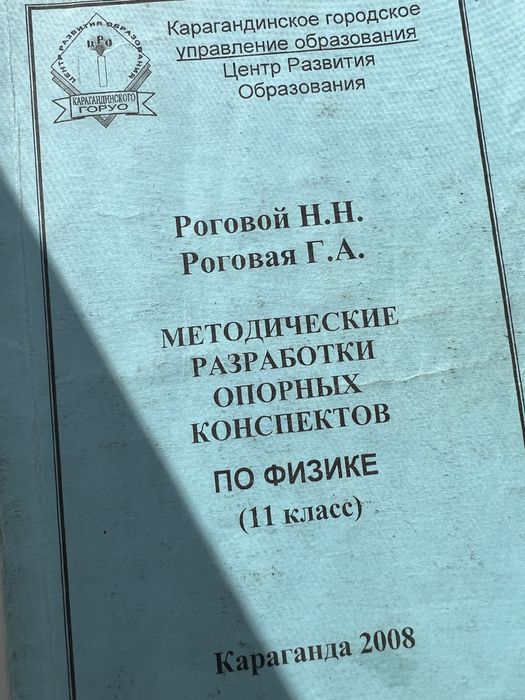 Карагандинское городское
управление образования
Центр Развития
Образования
ЦЕНТР РАЗВИТИЯ ОБРАЗОВАНИЯ
ЦРО
КАРАГАНДИНСКОГО
ГОРУО
Роговой Н.Н.
Роговая Г.А.
МЕТОДИЧЕСКИЕ
РАЗРАБОТКИ
ОПОРНЫХ
КОНСПЕКТОВ
ПО ФИЗИКЕ
(11 класс)
Караганда 2008